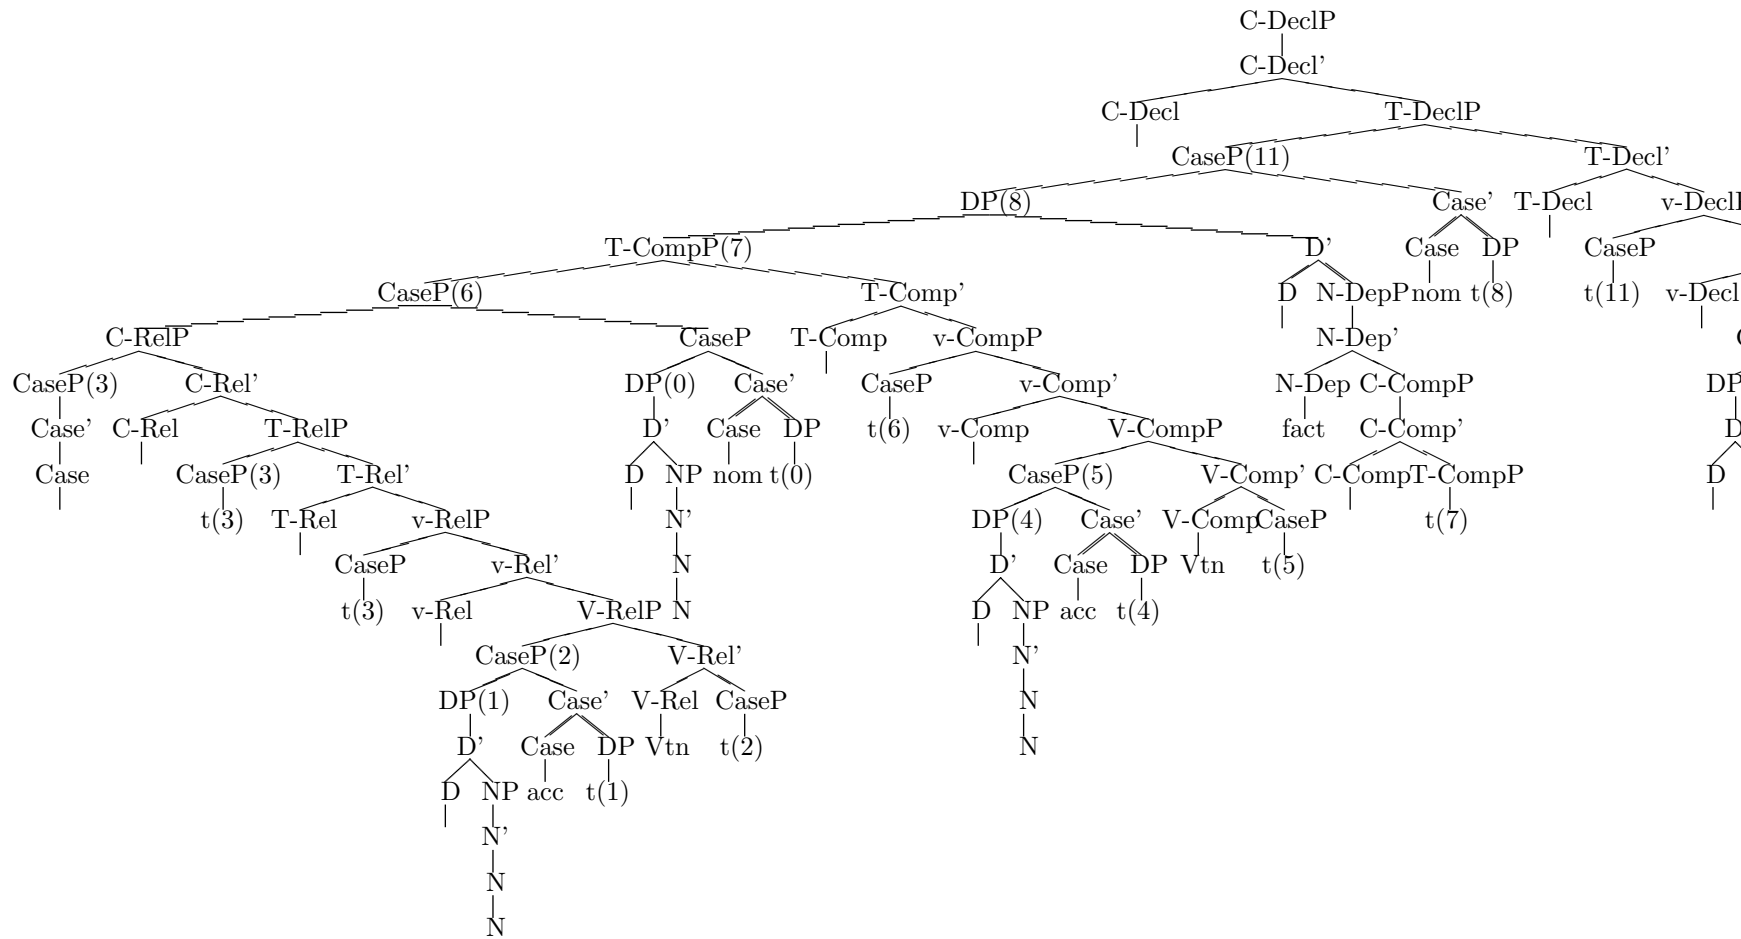 C-DeclP
C-Decl'
C-Decl T-DeclP
CaseP(11) T-Decl'
DP(8) Case' T-Decl v-DeclP
T-CompP(7) D' Case DP CaseP
CaseP(6) T-Comp' D N-DepP nom t(8) t(11) v-Decl
C-RelP CaseP T-Comp v-CompP N-Dep'
CaseP(3) C-Rel' DP(0) Case' CaseP v-Comp' N-Dep C-CompP DP
Case' C-Rel T-RelP D' Case DP t(6) v-Comp V-CompP fact C-Comp'
Case CaseP(3) T-Rel' D NP nom t(0) CaseP(5) V-Comp' C-Comp T-CompP D
t(3) T-Rel v-RelP N' DP(4) Case' V-Comp CaseP t(7)
CaseP v-Rel' N D' Case DP Vtn t(5)
t(3) v-Rel V-RelP N D NP acc t(4)
CaseP(2) V-Rel' N'
DP(1) Case' V-Rel CaseP N
D' Case DP Vtn t(2) N
D NP acc t(1)
N'
N
N